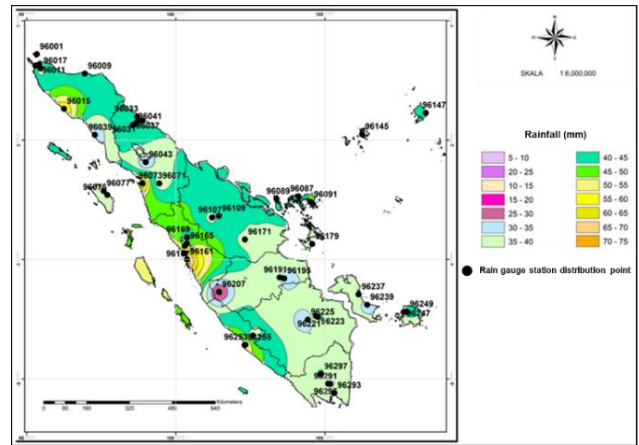 96001
96017
96011
96009
96015
96033
96041
96031
96037
96039
96043
96073
96071
96077
96147
96145
96089
96087
96091
96107
96109
96169
96165
96171
96179
96161
96207
96191
96195
96237
96239
96225
96221
96223
96249
96253
96297
96291
96293
0 80 160 320 480 640
Kilometers
SKALA 1:6,000,000
Rainfall (mm)
5 - 10
20 - 25
10 - 15
15 - 20
25 - 30
30 - 35
35 - 40
40 - 45
45 - 50
50 - 55
55 - 60
60 - 65
65 - 70
70 - 75
Rain gauge station distribution point